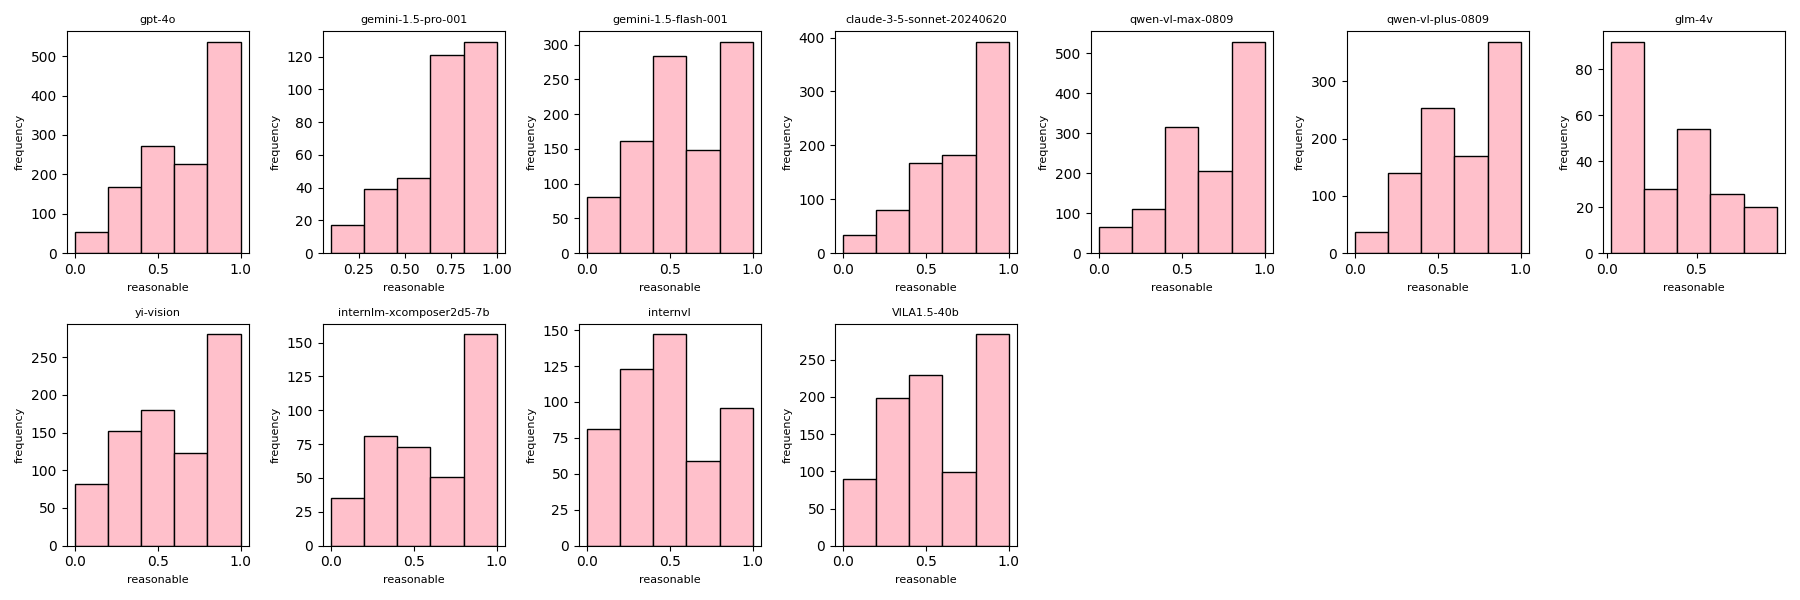 gpt-4o
500
400
300
200
100
0
frequency
0.0 0.5 1.0
reasonable
gemini-1.5-pro-001
120
100
80
60
40
20
0
frequency
0.25 0.50 0.75 1.00
reasonable
gemini-1.5-flash-001
300
250
200
150
100
50
0
frequency
0.0 0.5 1.0
reasonable
claude-3-5-sonnet-20240620
400
300
200
100
0
frequency
0.0 0.5 1.0
reasonable
qwen-vl-max-0809
500
400
300
200
100
0
frequency
0.0 0.5 1.0
reasonable
qwen-vl-plus-0809
300
200
100
0
frequency
0.0 0.5 1.0
reasonable
glm-4v
80
60
40
20
0
frequency
0.0 0.5
reasonable
yi-vision
250
200
150
100
50
0
frequency
0.0 0.5 1.0
reasonable
internlm-xcomposer2d5-7b
150
125
100
75
50
25
0
frequency
0.0 0.5 1.0
reasonable
internvl
150
125
100
75
50
25
0
frequency
0.0 0.5 1.0
reasonable
VILA1.5-40b
250
200
150
100
50
0
frequency
0.0 0.5 1.0
reasonable